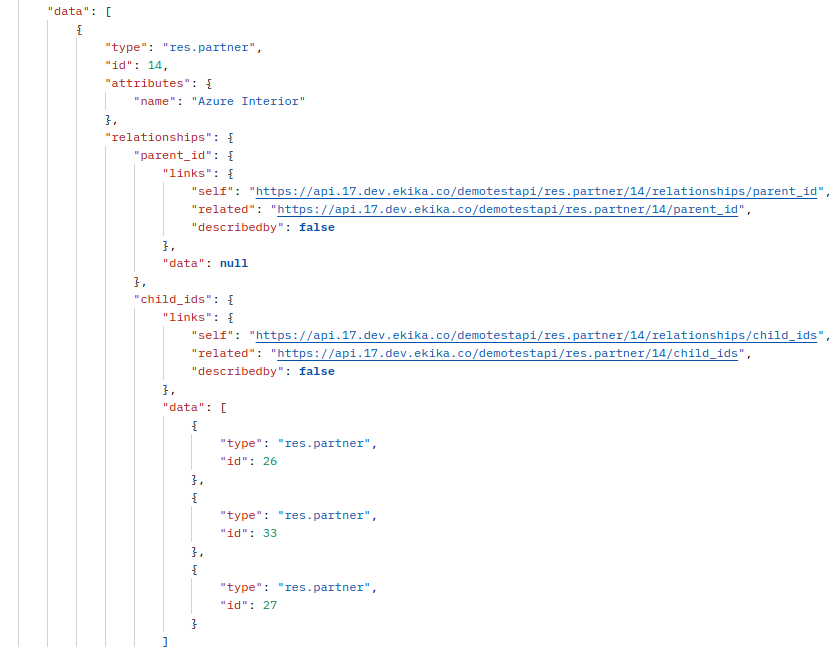 "data": [
{
"type": "res.partner",
"id": 14,
"attributes": {
"name": "Azure Interior"
},
"relationships": {
"parent_id": {
"links": {
"self": "https://api.17.dev.ekika.co/demotestapi/res.partner/14/relationships/parent_id",
"related": "https://api.17.dev.ekika.co/demotestapi/res.partner/14/parent_id",
"describedby": false
},
"data": null
},
"child_ids": {
"links": {
"self": "https://api.17.dev.ekika.co/demotestapi/res.partner/14/relationships/child_ids",
"related": "https://api.17.dev.ekika.co/demotestapi/res.partner/14/child_ids",
"describedby": false
},
"data": [
{
"type": "res.partner",
"id": 26
},
{
"type": "res.partner",
"id": 33
},
{
"type": "res.partner",
"id": 27
}
]